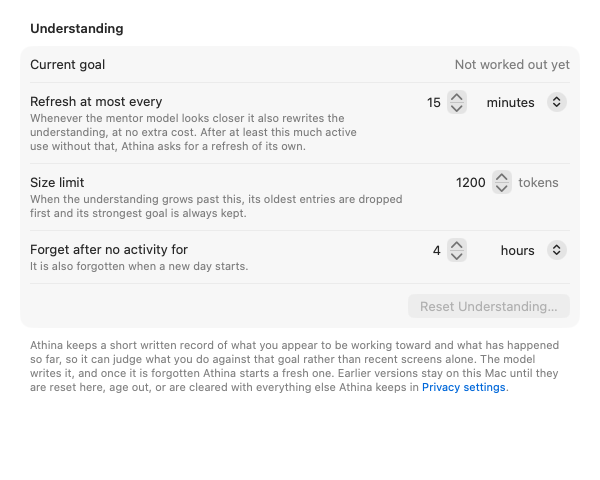 Understanding
Current goal
Not worked out yet
Refresh at most every
15
minutes
Whenever the mentor model looks closer it also rewrites the
understanding, at no extra cost. After at least this much active
use without that, Athina asks for a refresh of its own.
Size limit
1200
tokens
When the understanding grows past this, its oldest entries are dropped
first and its strongest goal is always kept.
Forget after no activity for
4
hours
It is also forgotten when a new day starts.
Reset Understanding...
Athina keeps a short written record of what you appear to be working toward and what has happened
so far, so it can judge what you do against that goal rather than recent screens alone. The model
writes it, and once it is forgotten Athina starts a fresh one. Earlier versions stay on this Mac until they
are reset here, age out, or are cleared with everything else Athina keeps in Privacy settings.